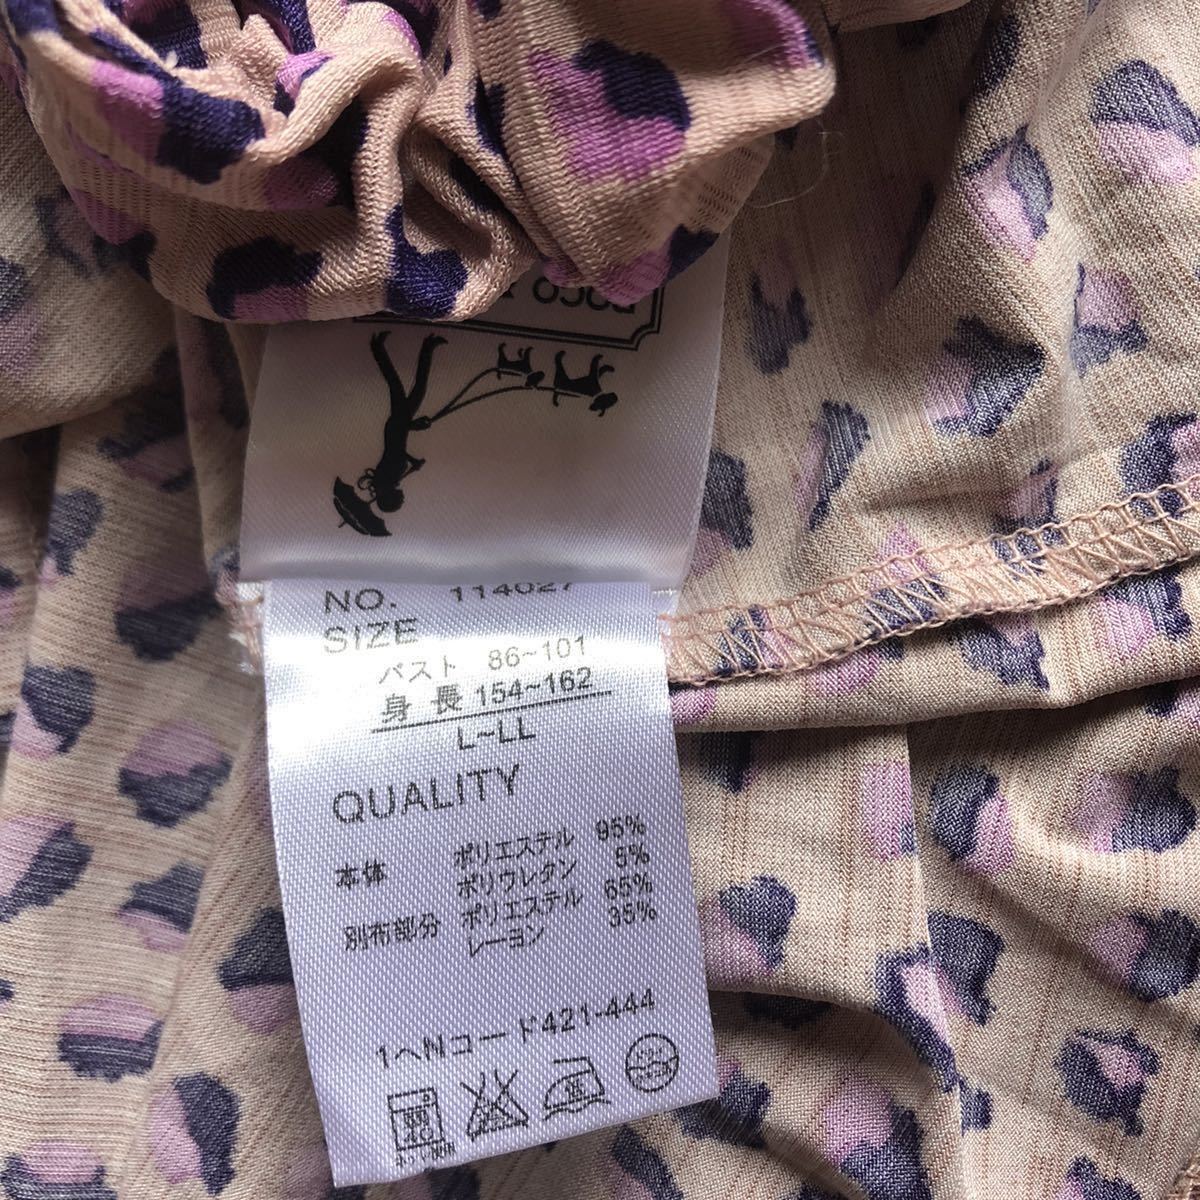 POCO
NO. 114627
SIZE
バスト 86~101
身長 154~162
L~LL
QUALITY
本体 ポリエステル 95%
ポリウレタン 5%
別布部分 ポリエステル 65%
レーヨン 35%
1ヘNコード421-444